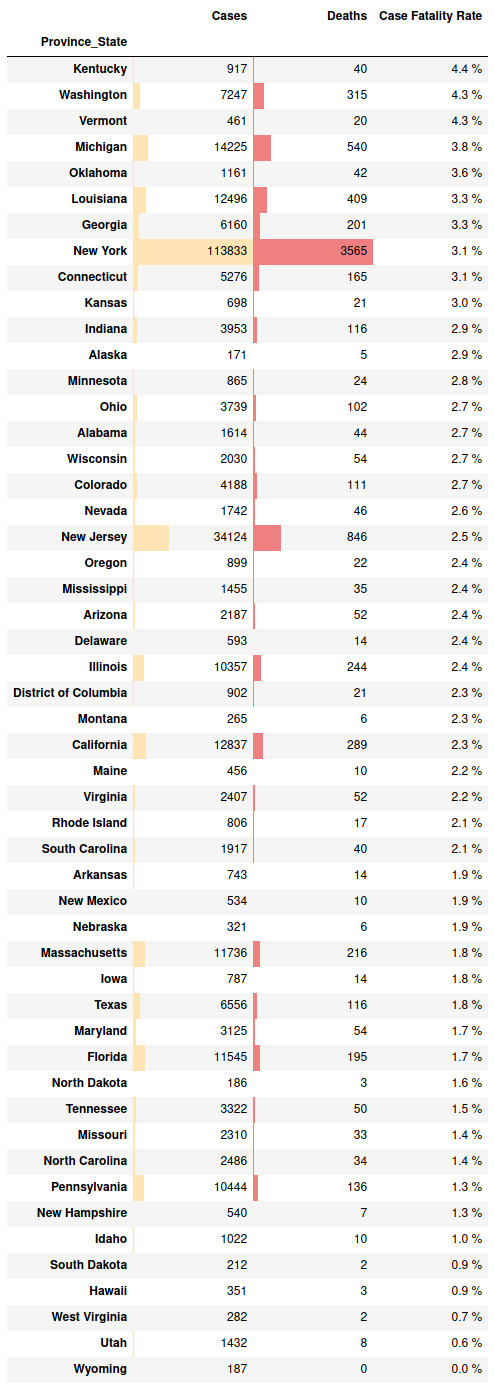 Cases Deaths Case Fatality Rate
Province_State
Kentucky 917 40 4.4 %
Washington 7247 315 4.3 %
Vermont 461 20 4.3 %
Michigan 14225 540 3.8 %
Oklahoma 1161 42 3.6 %
Louisiana 12496 409 3.3 %
Georgia 6160 201 3.3 %
New York 113833 3565 3.1 %
Connecticut 5276 165 3.1 %
Kansas 698 21 3.0 %
Indiana 3953 116 2.9 %
Alaska 171 5 2.9 %
Minnesota 865 24 2.8 %
Ohio 3739 102 2.7 %
Alabama 1614 44 2.7 %
Wisconsin 2030 54 2.7 %
Colorado 4188 111 2.7 %
Nevada 1742 46 2.6 %
New Jersey 34124 846 2.5 %
Oregon 899 22 2.4 %
Mississippi 1455 35 2.4 %
Arizona 2187 52 2.4 %
Delaware 593 14 2.4 %
Illinois 10357 244 2.4 %
District of Columbia 902 21 2.3 %
Montana 265 6 2.3 %
California 12837 289 2.3 %
Maine 456 10 2.2 %
Virginia 2407 52 2.2 %
Rhode Island 806 17 2.1 %
South Carolina 1917 40 2.1 %
Arkansas 743 14 1.9 %
New Mexico 534 10 1.9 %
Nebraska 321 6 1.9 %
Massachusetts 11736 216 1.8 %
Iowa 787 14 1.8 %
Texas 6556 116 1.8 %
Maryland 3125 54 1.7 %
Florida 11545 195 1.7 %
North Dakota 186 3 1.6 %
Tennessee 3322 50 1.5 %
Missouri 2310 33 1.4 %
North Carolina 2486 34 1.4 %
Pennsylvania 10444 136 1.3 %
New Hampshire 540 7 1.3 %
Idaho 1022 10 1.0 %
South Dakota 212 2 0.9 %
Hawaii 351 3 0.9 %
West Virginia 282 2 0.7 %
Utah 1432 8 0.6 %
Wyoming 187 0 0.0 %